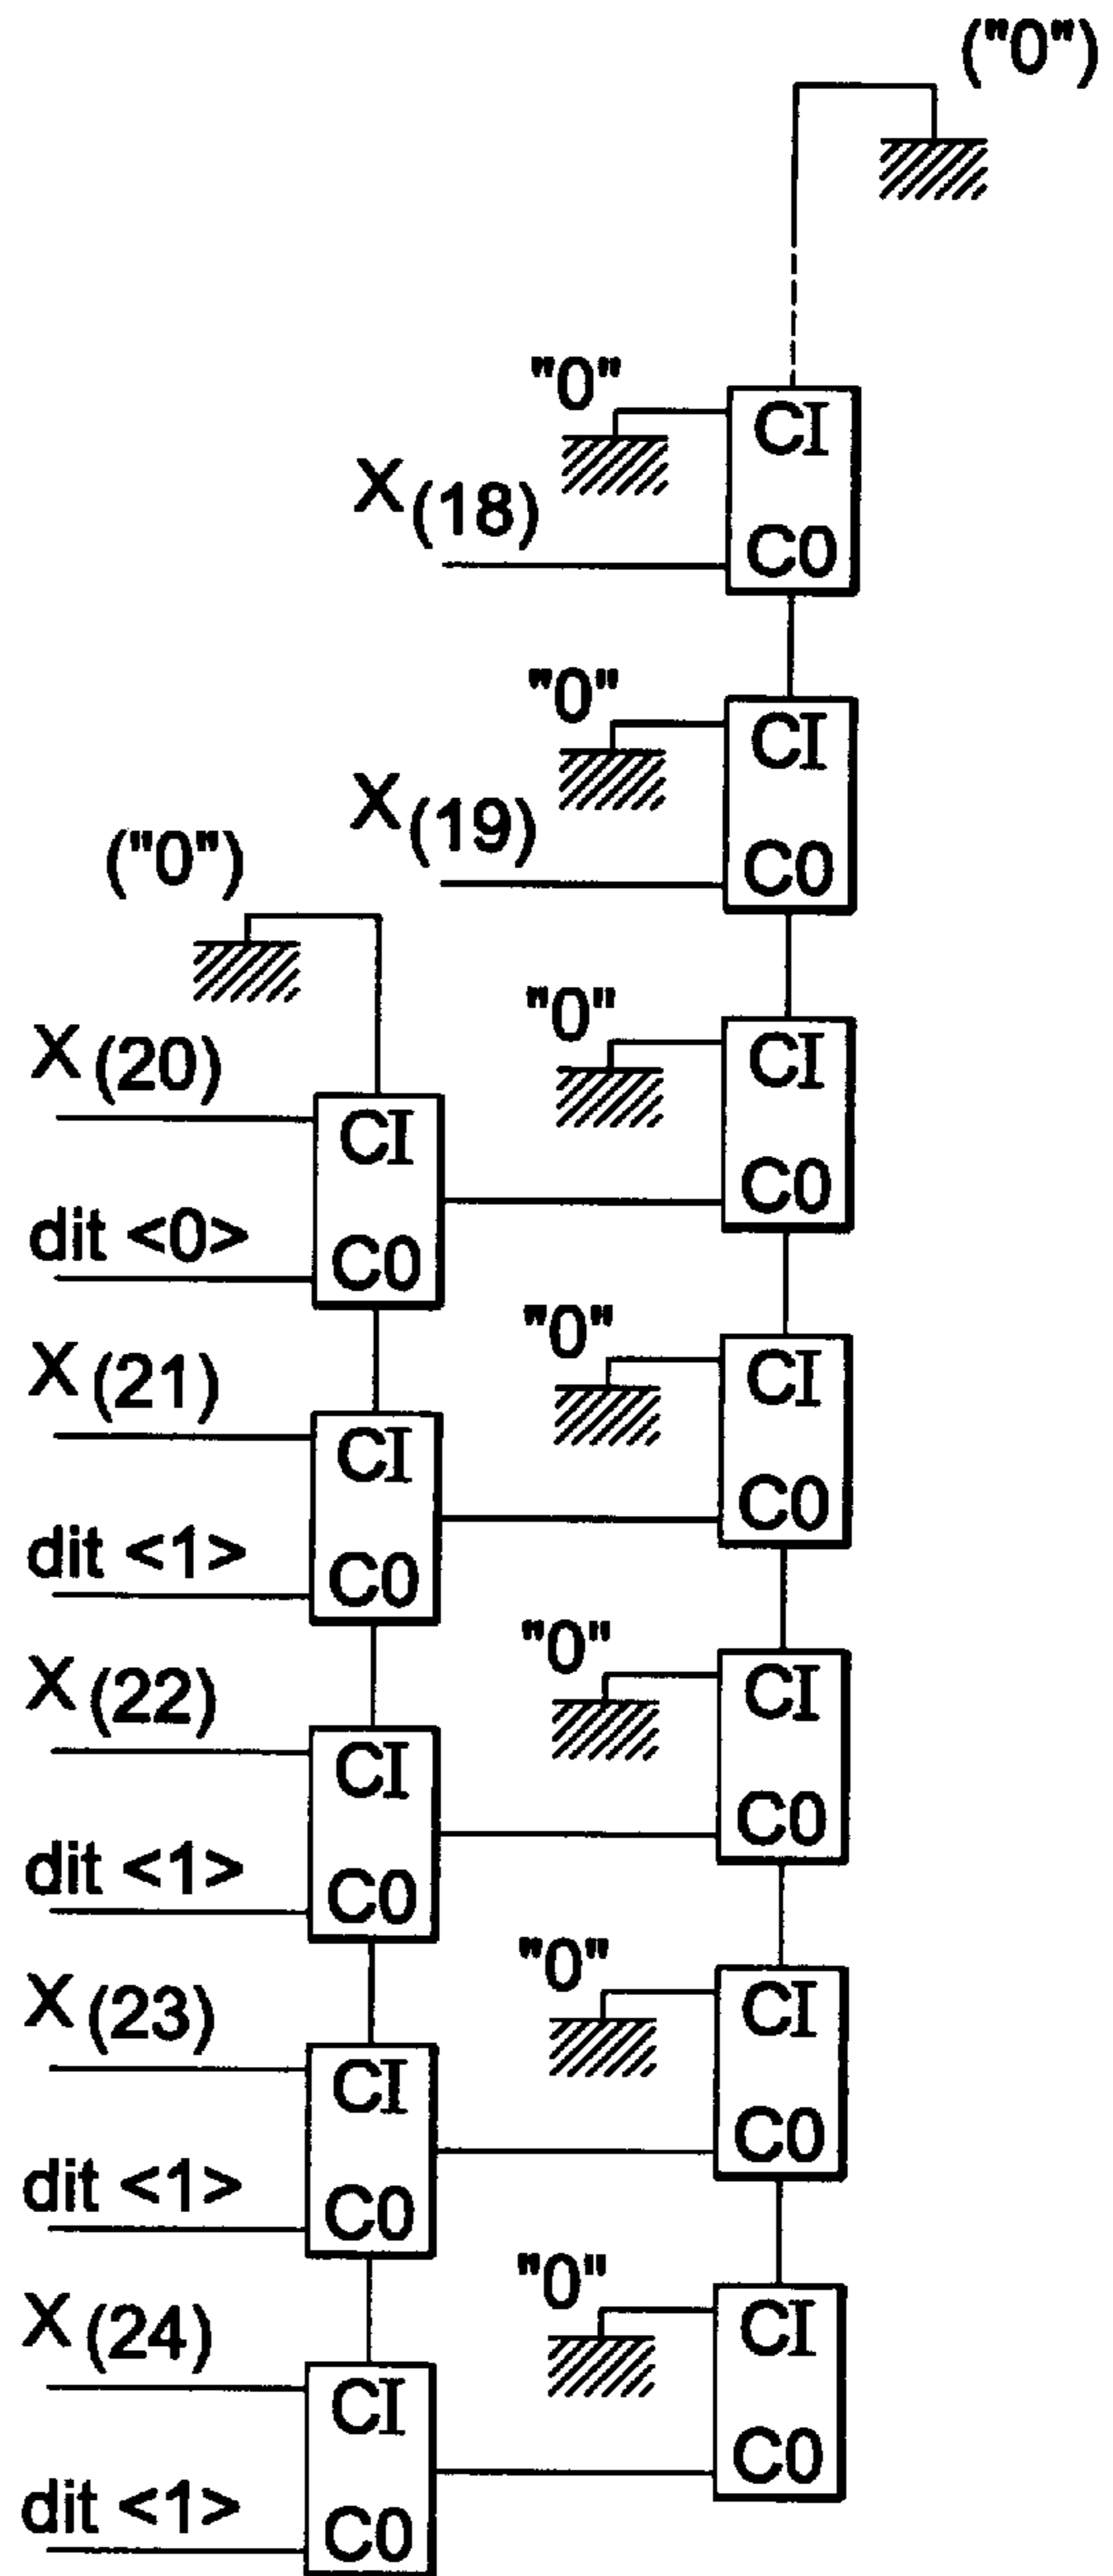 ("0")
"0"
CI
X(18)
C0
"0"
CI
X(19)
C0
("0")
"0"
X(20)
CI
CI
C0
dit <0>
C0
"0"
X(21)
CI
CI
C0
dit <1>
C0
"0"
X(22)
CI
CI
C0
dit <1>
C0
"0"
X(23)
CI
CI
C0
dit <1>
C0
"0"
X(24)
CI
CI
C0
dit <1>
C0